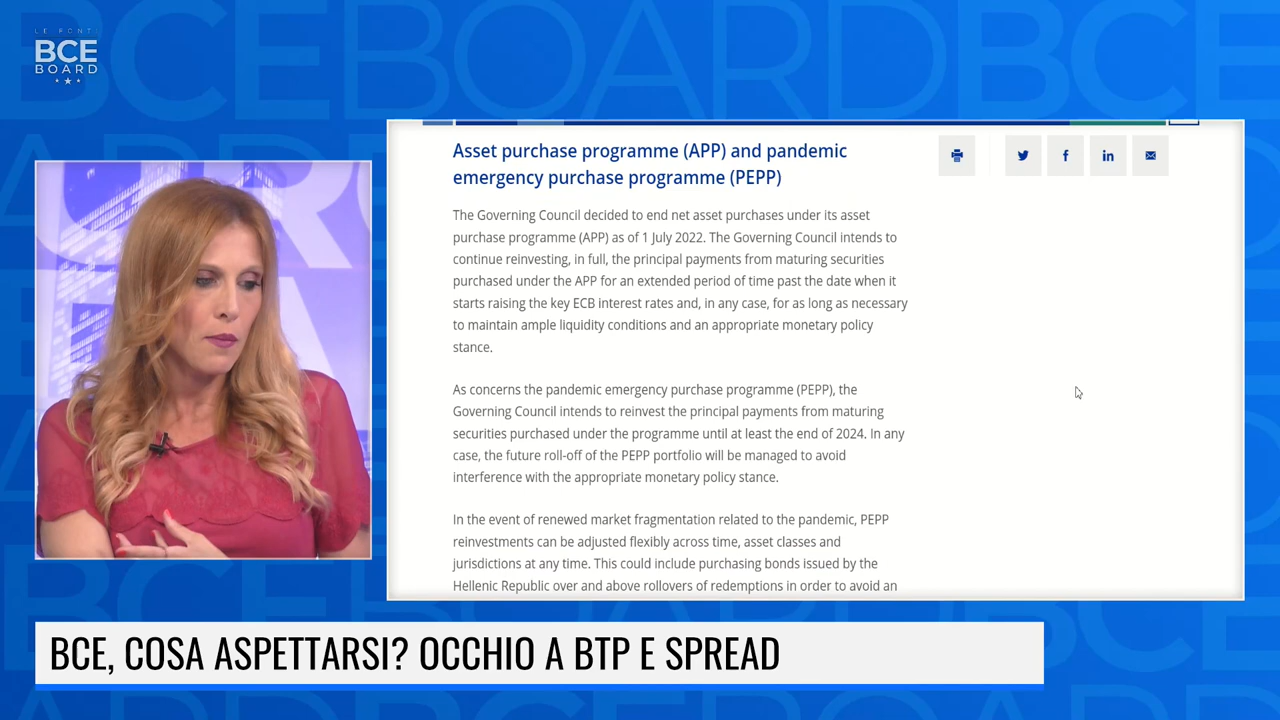 LE FONTI
BCE
BOARD
BCEBOARDBCE
Asset purchase programme (APP) and pandemic
emergency purchase programme (PEPP)
The Governing Council decided to end net asset purchases under its asset
purchase programme (APP) as of 1 July 2022. The Governing Council intends to
continue reinvesting, in full, the principal payments from maturing securities
purchased under the APP for an extended period of time past the date when it
starts raising the key ECB interest rates and, in any case, for as long as necessary
to maintain ample liquidity conditions and an appropriate monetary policy
stance.
As concerns the pandemic emergency purchase programme (PEPP), the
Governing Council intends to reinvest the principal payments from maturing
securities purchased under the programme until at least the end of 2024. In any
case, the future roll-off of the PEPP portfolio will be managed to avoid
interference with the appropriate monetary policy stance.
In the event of renewed market fragmentation related to the pandemic, PEPP
reinvestments can be adjusted flexibly across time, asset classes and
jurisdictions at any time. This could include purchasing bonds issued by the
Hellenic Republic over and above rollovers of redemptions in order to avoid an
BCE, COSA ASPETTARSI? OCCHIO A BTP E SPREAD